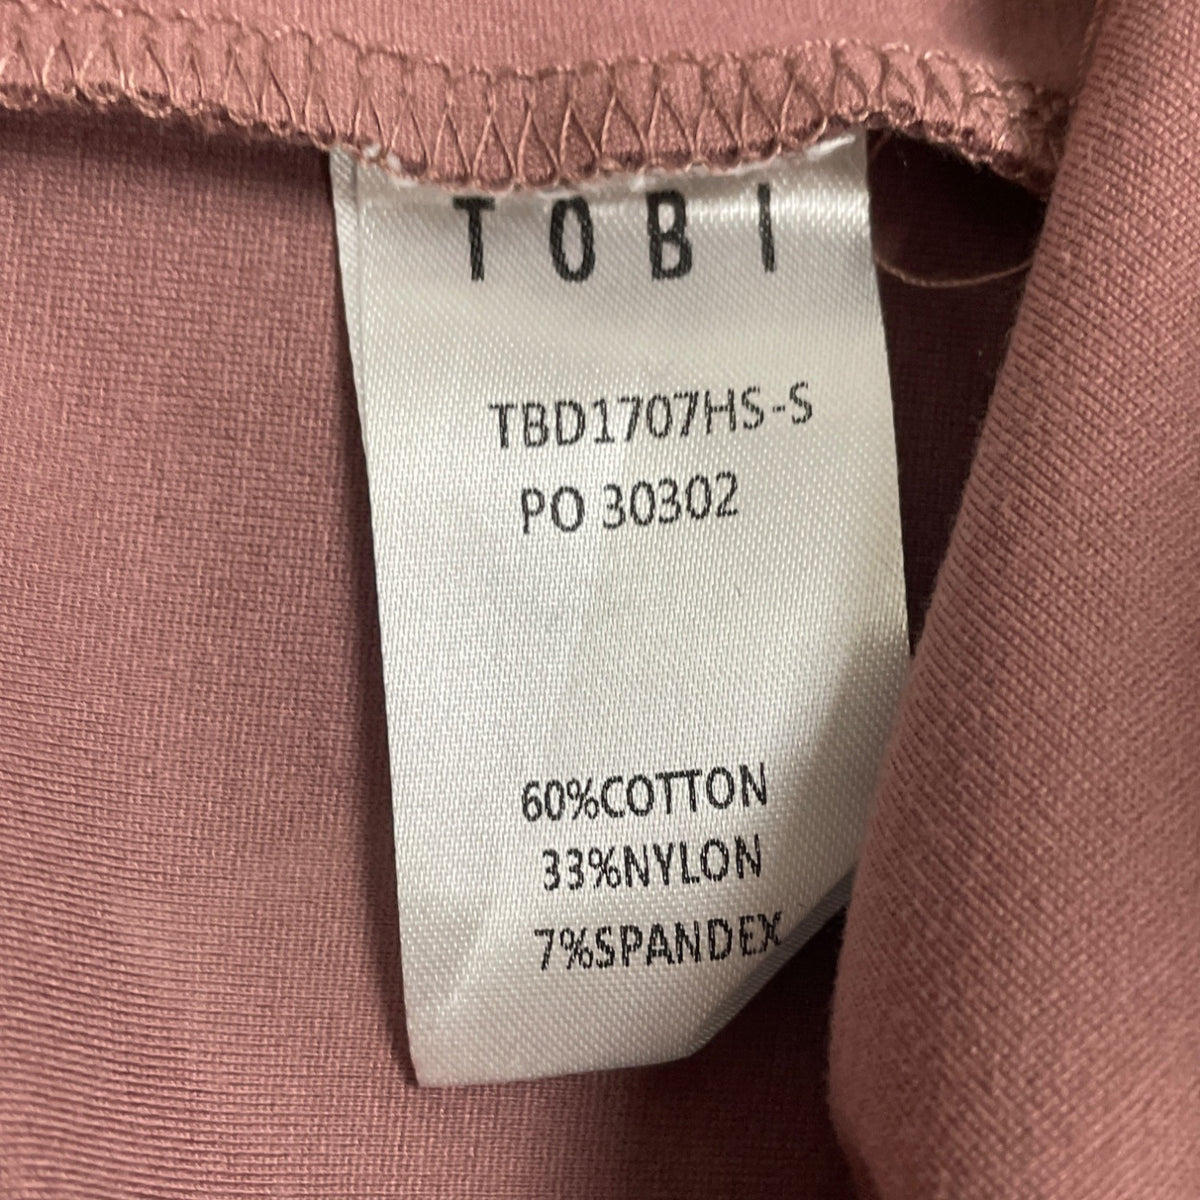 TOBI
TBD1707HS-S
PO 30302
60%COTTON
33%NYLON
7%SPANDEX